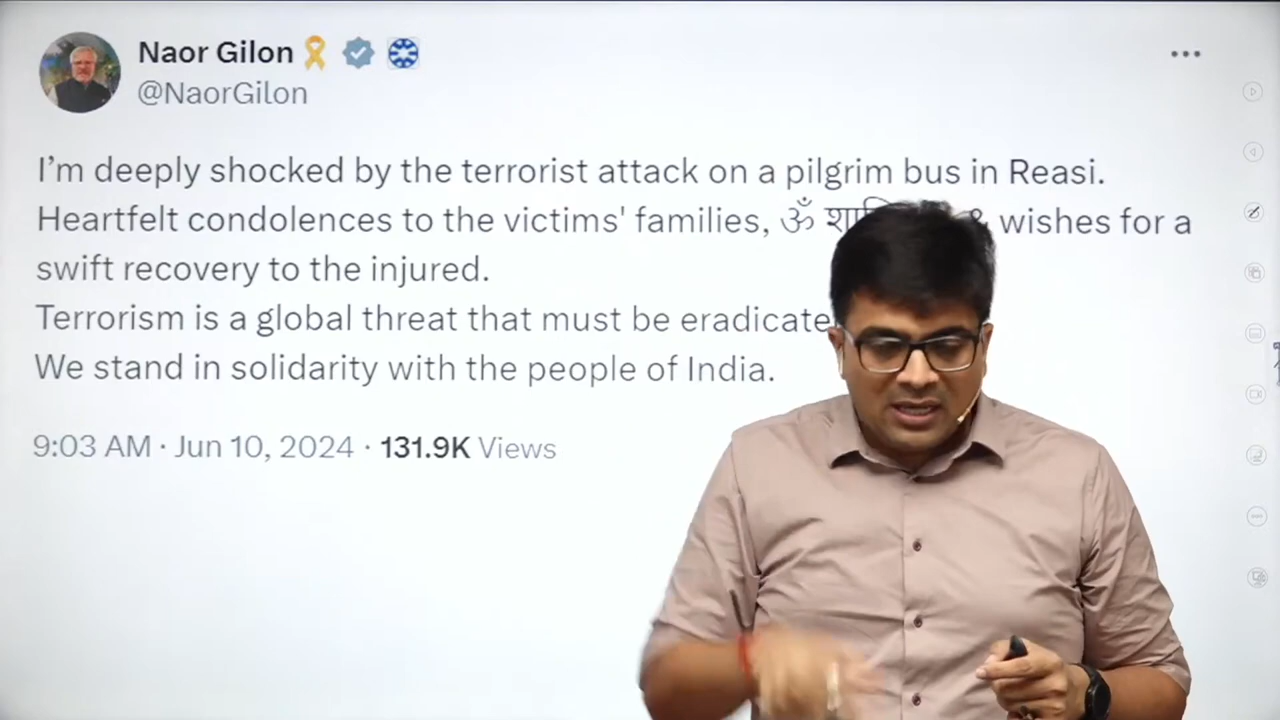 Naor Gilon
@NaorGilon
I'm deeply shocked by the terrorist attack on a pilgrim bus in Reasi.
Heartfelt condolences to the victims' families, ॐ & wishes for a
swift recovery to the injured.
Terrorism is a global threat that must be
We stand in solidarity with the people of India.
9:03 AM · Jun 10, 2024 · 131.9K Views